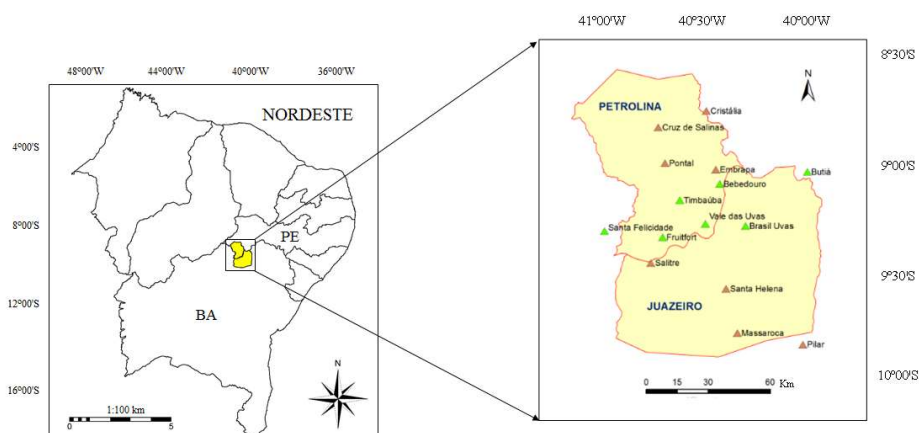 48°00'W 44°00'W 40°00'W 36°00'W
NORDESTE
4°00'S
8°00'S
12°00'S
16°00'S
PE
BA
N
1:100 km
0 5
41°00'W 40°30'W 40°00'W
8°30'S
9°00'S
9°30'S
10°00'S
N
PETROLINA
Cristália
Cruz de Salinas
Pontal
Embrapa
Butiá
Bebedouro
Timbaúba
Vale das Uvas
Santa Felicidade
Brasil Uvas
Fruitfort
Salitre
Santa Helena
JUAZEIRO
Massaroca
Pilar
0 15 30 60 Km